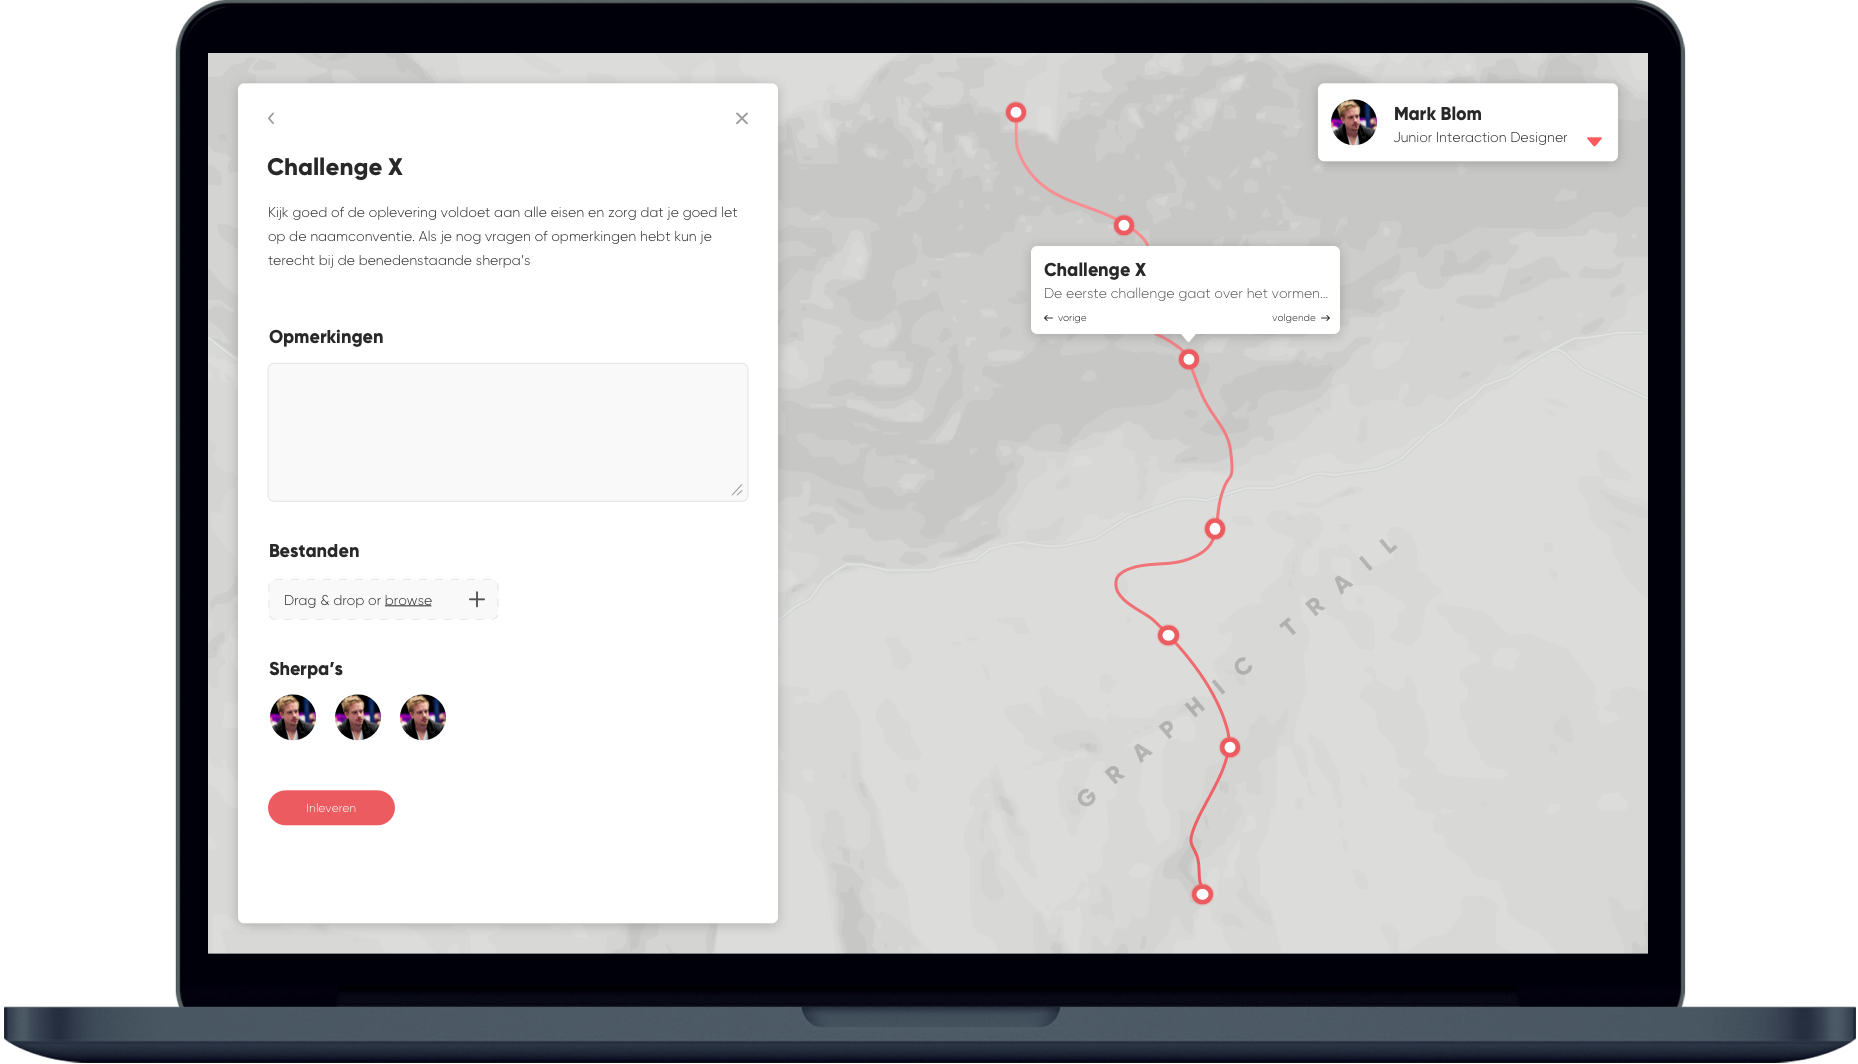 Challenge X
Kijk goed of de oplevering voldoet aan alle eisen en zorg dat je goed let
op de naamconventie. Als je nog vragen of opmerkingen hebt kun je
terecht bij de benedenstaande sherpa's
Opmerkingen
Bestanden
Drag & drop or browse
Sherpa's
Inleveren
Mark Blom
Junior Interaction Designer
Challenge X
De eerste challenge gaat over het vormen...
← vorige volgende →
GRAPHIC TRAIL